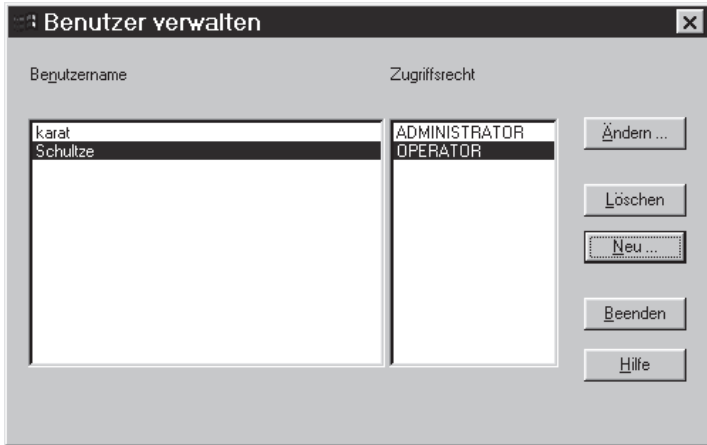 Benutzer verwalten
Benutzername Zugriffsrecht
karat ADMINISTRATOR
Schultze OPERATOR
Ändern ...
Löschen
Neu ...
Beenden
Hilfe